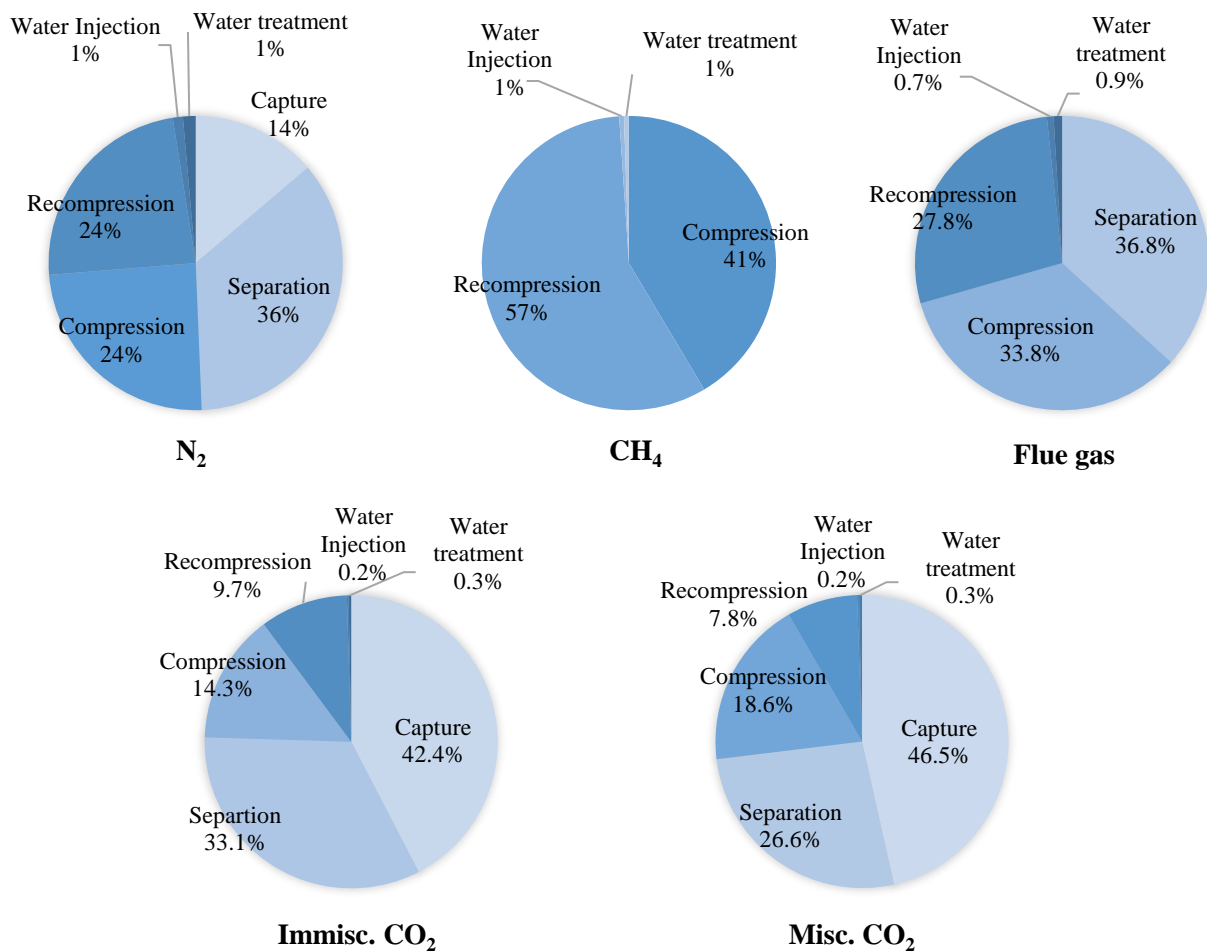 Water Injection
1%
Water treatment
1%
Capture
14%
Recompression
24%
Separation
36%
Compression
24%
N₂
Water
Injection
1%
Water treatment
1%
Compression
41%
Recompression
57%
CH₄
Water
Injection
0.7%
Water
treatment
0.9%
Recompression
27.8%
Separation
36.8%
Compression
33.8%
Flue gas
Recompression
9.7%
Water
Injection
0.2%
Water
treatment
0.3%
Compression
14.3%
Capture
42.4%
Separtion
33.1%
Immisc. CO₂
Recompression
7.8%
Water
Injection
0.2%
Water
treatment
0.3%
Compression
18.6%
Capture
46.5%
Separation
26.6%
Misc. CO₂